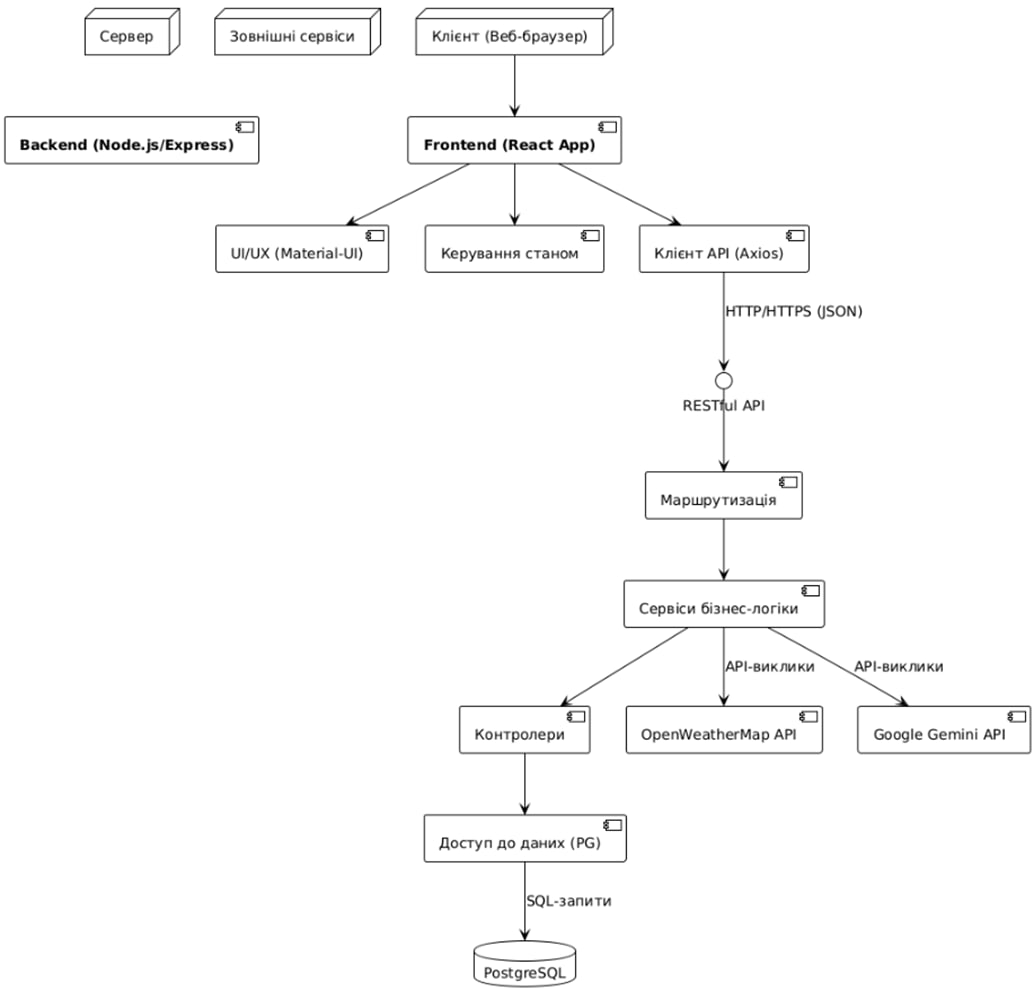 Сервер
Зовнішні сервіси
Клієнт (Веб-браузер)
Backend (Node.js/Express)
Frontend (React App)
UI/UX (Material-UI)
Керування станом
Клієнт API (Axios)
HTTP/HTTPS (JSON)
RESTful API
Маршрутизація
Сервіси бізнес-логіки
API-виклики
API-виклики
Контролери
OpenWeatherMap API
Google Gemini API
Доступ до даних (PG)
SQL-запити
PostgreSQL